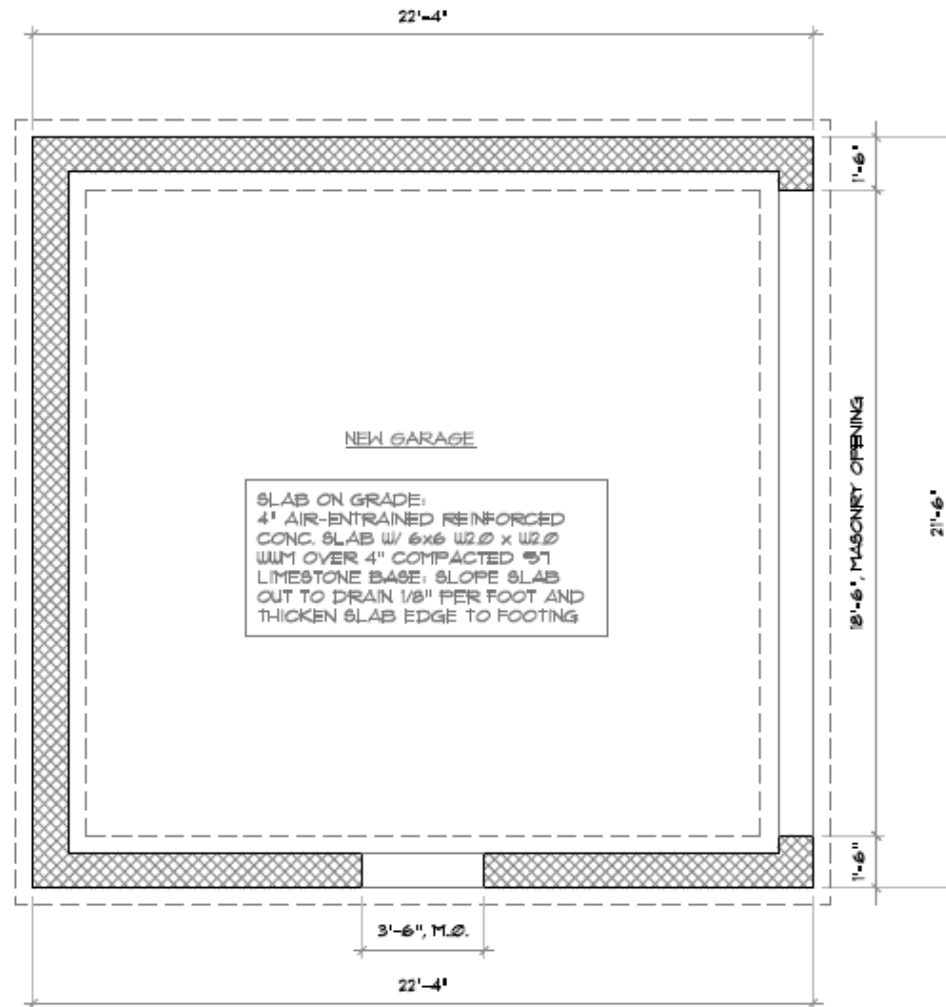 22'-4"
1'-6"
18'-6", MASONRY OPENING
21'-6"
NEW GARAGE
SLAB ON GRADE:
4" AIR-ENTRAINED REINFORCED
CONC. SLAB W/ 6x6 W2.0 x W2.0
WWM OVER 4" COMPACTED #57
LIMESTONE BASE; SLOPE SLAB
OUT TO DRAIN 1/8" PER FOOT AND
THICKEN SLAB EDGE TO FOOTING
1'-6"
3'-6", M.O.
22'-4"